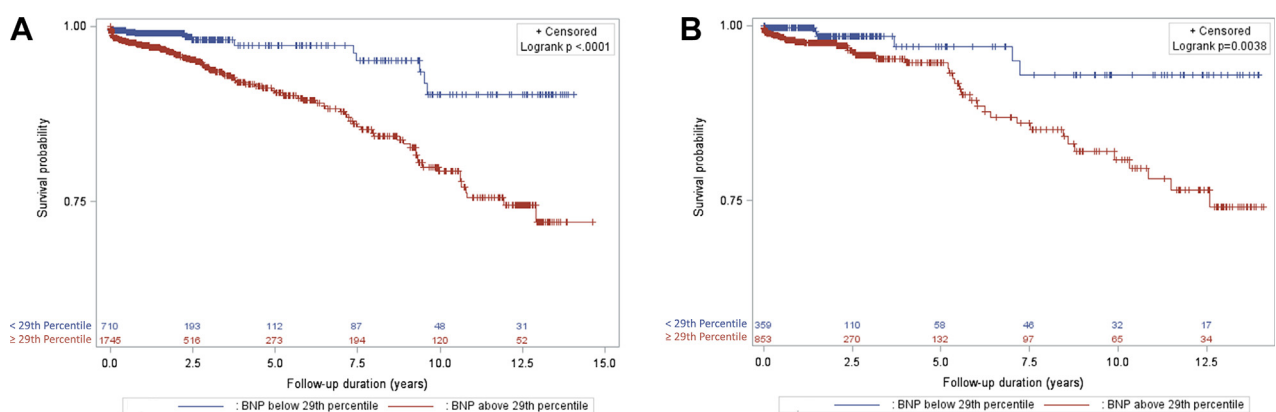 A
1.00
+ Censored
Logrank p <.0001
Survival probability
0.75
< 29th Percentile 710 193 112 87 48 31
≥ 29th Percentile 1745 516 273 194 120 52
0.0 2.5 5.0 7.5 10.0 12.5 15.0
Follow-up duration (years)
: BNP below 29th percentile : BNP above 29th percentile
B
1.00
+ Censored
Logrank p=0.0038
Survival probability
0.75
< 29th Percentile 359 110 58 46 32 17
≥ 29th Percentile 853 270 132 97 65 34
0.0 2.5 5.0 7.5 10.0 12.5
Follow-up duration (years)
: BNP below 29th percentile : BNP above 29th percentile